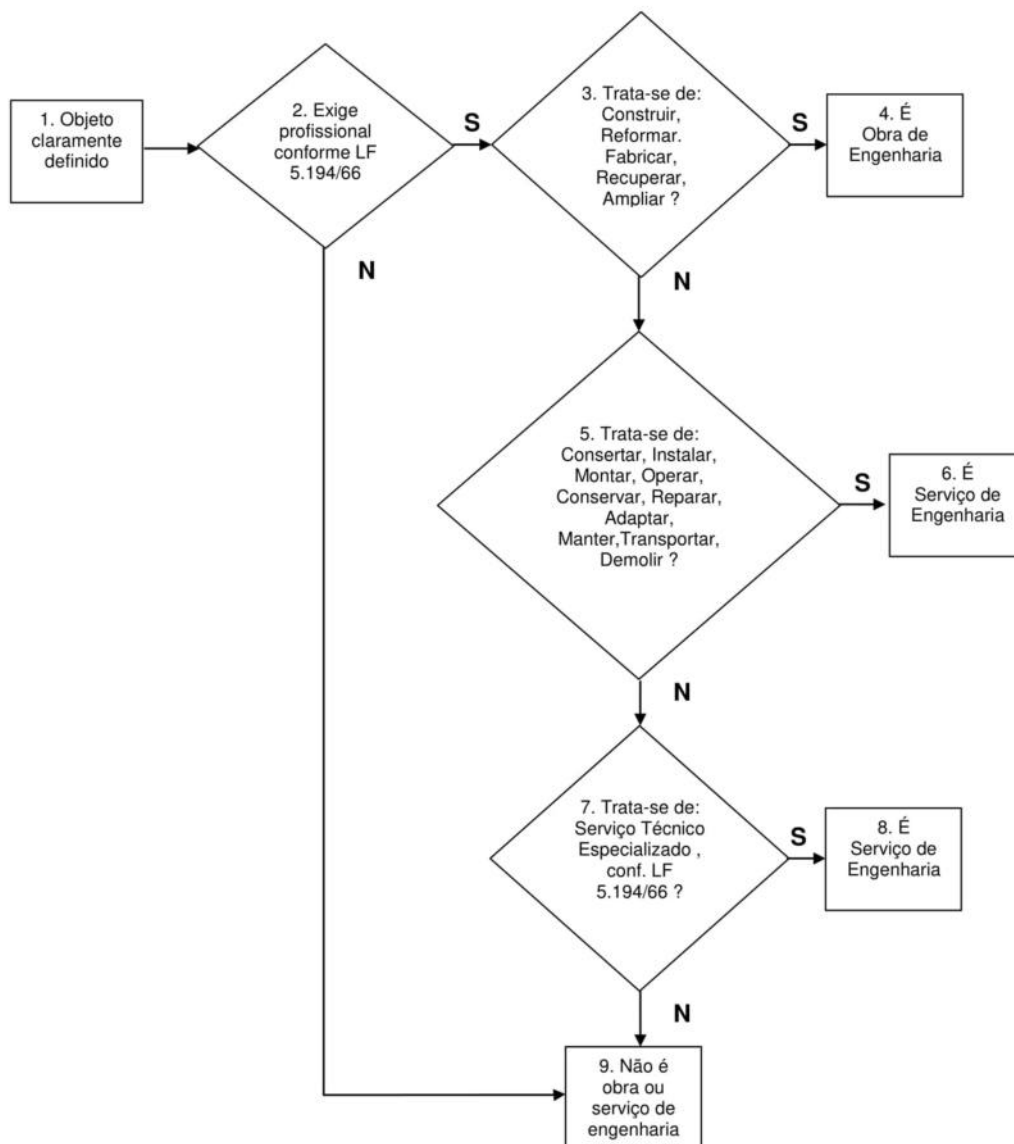 1. Objeto
claramente
definido
2. Exige
profissional
conforme LF
5.194/66
S
N
3. Trata-se de:
Construir,
Reformar.
Fabricar,
Recuperar,
Ampliar ?
S
N
4. É
Obra de
Engenharia
5. Trata-se de:
Consertar, Instalar,
Montar, Operar,
Conservar, Reparar,
Adaptar,
Manter,Transportar,
Demolir ?
S
N
6. É
Serviço de
Engenharia
7. Trata-se de:
Serviço Técnico
Especializado ,
conf. LF
5.194/66 ?
S
N
8. É
Serviço de
Engenharia
9. Não é
obra ou
serviço de
engenharia